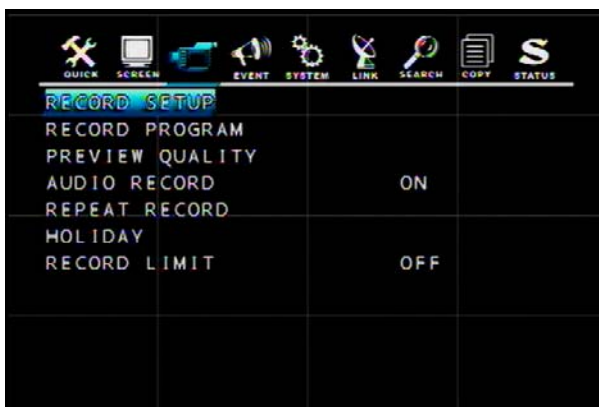 QUICK SCREEN EVENT SYSTEM LINK SEARCH COPY STATUS
RECORD SETUP
RECORD PROGRAM
PREVIEW QUALITY
AUDIO RECORD ON
REPEAT RECORD
HOLIDAY
RECORD LIMIT OFF